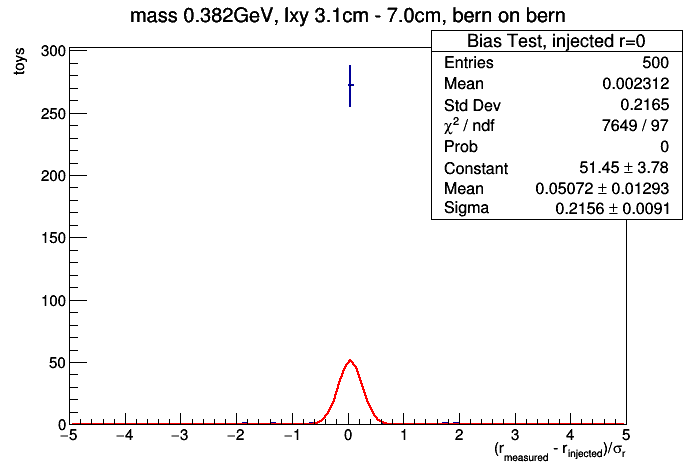 mass 0.382GeV, lxy 3.1cm - 7.0cm, bern on bern
Bias Test, injected r=0
Entries 500
Mean 0.002312
Std Dev 0.2165
χ² / ndf 7649 / 97
Prob 0
Constant 51.45 ± 3.78
Mean 0.05072 ± 0.01293
Sigma 0.2156 ± 0.0091
toys
300
250
200
150
100
50
0
−5 −4 −3 −2 −1 0 1 2 3 4 5
(r_measured - r_injected)/σ_r